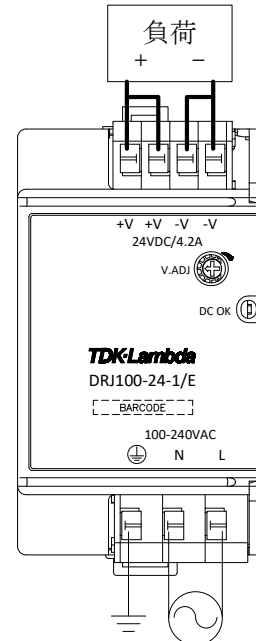 負荷
+ −
+V +V -V -V
24VDC/4.2A
V.ADJ
DC OK
TDK-Lambda
DRJ100-24-1/E
BARCODE
100-240VAC
N L